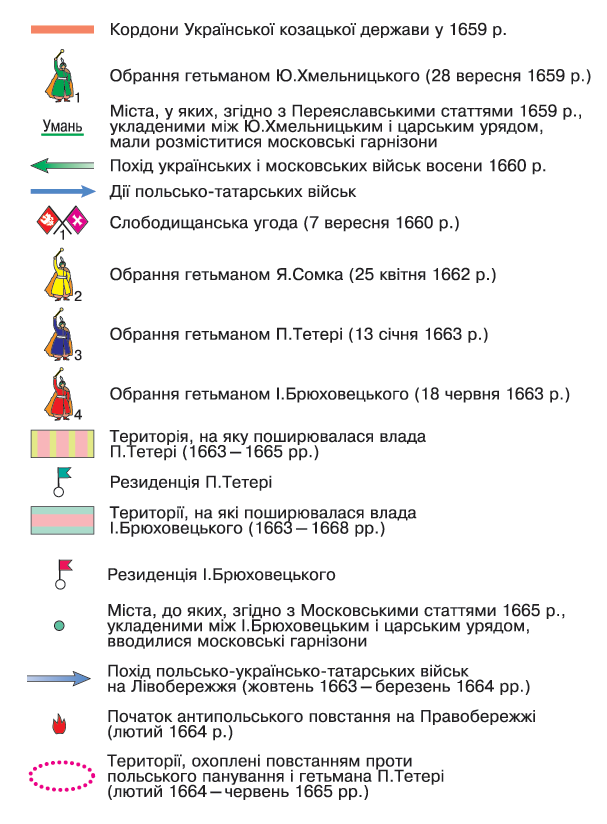 Кордони Української козацької держави у 1659 р.
1
Обрання гетьманом Ю.Хмельницького (28 вересня 1659 р.)
Умань
Міста, у яких, згідно з Переяславськими статтями 1659 р.,
укладеними між Ю.Хмельницьким і царським урядом,
мали розміститися московські гарнізони
Похід українських і московських військ восени 1660 р.
Дії польсько-татарських військ
1
Слободищанська угода (7 вересня 1660 р.)
2
Обрання гетьманом Я.Сомка (25 квітня 1662 р.)
3
Обрання гетьманом П.Тетері (13 січня 1663 р.)
4
Обрання гетьманом І.Брюховецького (18 червня 1663 р.)
Територія, на яку поширювалася влада
П.Тетері (1663—1665 рр.)
Резиденція П.Тетері
Території, на які поширювалася влада
І.Брюховецького (1663—1668 рр.)
Резиденція І.Брюховецького
Міста, до яких, згідно з Московськими статтями 1665 р.,
укладеними між І.Брюховецьким і царським урядом,
вводилися московські гарнізони
Похід польсько-українсько-татарських військ
на Лівобережжя (жовтень 1663—березень 1664 рр.)
Початок антипольського повстання на Правобережжі
(лютий 1664 р.)
Території, охоплені повстанням проти
польського панування і гетьмана П.Тетері
(лютий 1664—червень 1665 рр.)